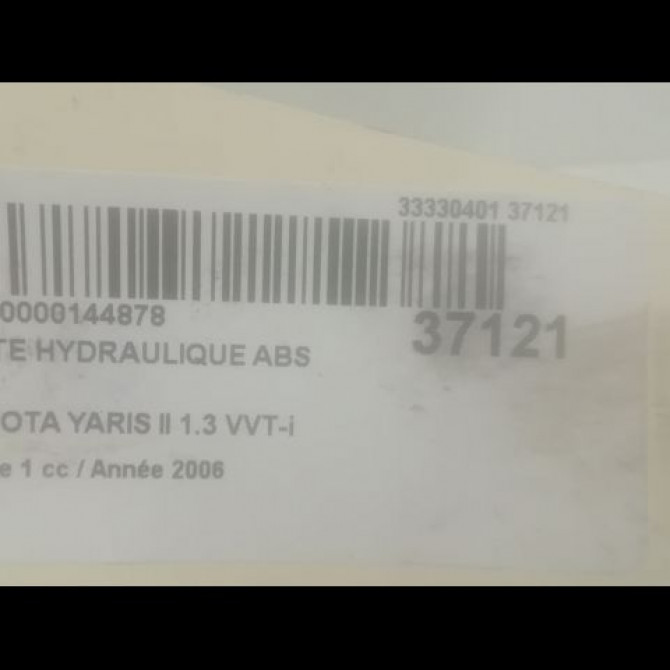 33330401 37121
0000144878
37121
TE HYDRAULIQUE ABS
OTA YARIS II 1.3 VVT-i
e 1 cc / Année 2006